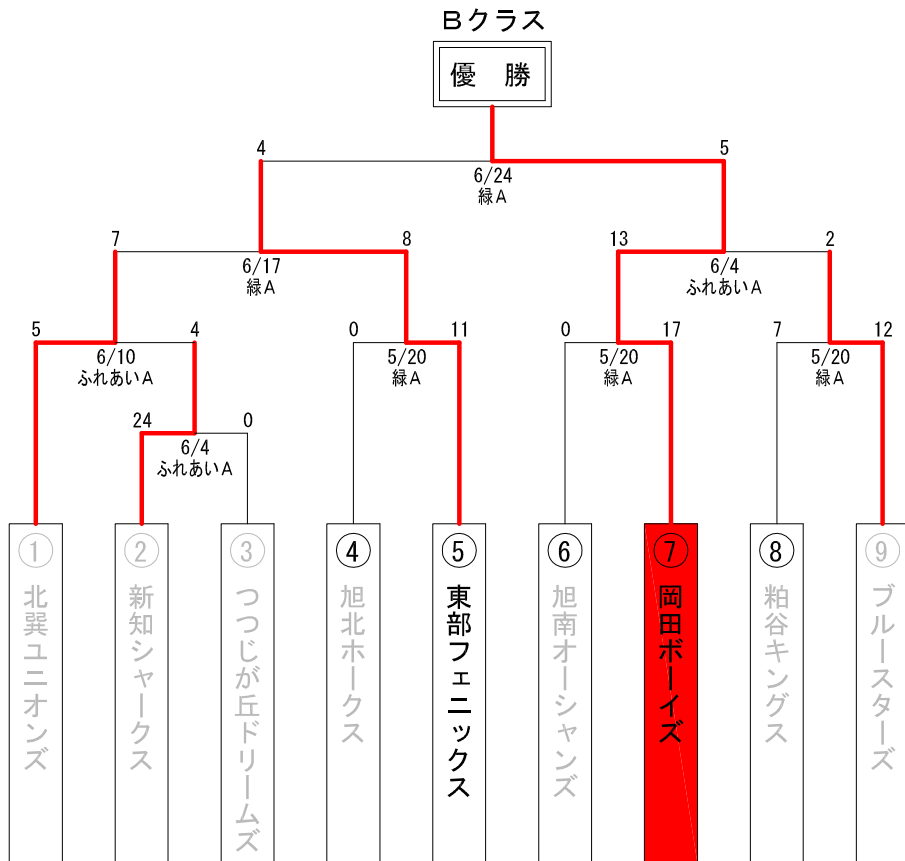 Bクラス
優　勝
4
5
6/24
緑A
7
8
13
2
6/17
緑A
6/4
ふれあいA
5
4
0
11
0
17
7
12
6/10
ふれあいA
5/20
緑A
5/20
緑A
5/20
緑A
24
0
6/4
ふれあいA
① 北巽ユニオンズ
② 新知シャークス
③ つつじが丘ドリームズ
④ 旭北ホークス
⑤ 東部フェニックス
⑥ 旭南オーシャンズ
⑦ 岡田ボーイズ
⑧ 粕谷キングス
⑨ ブルースターズ